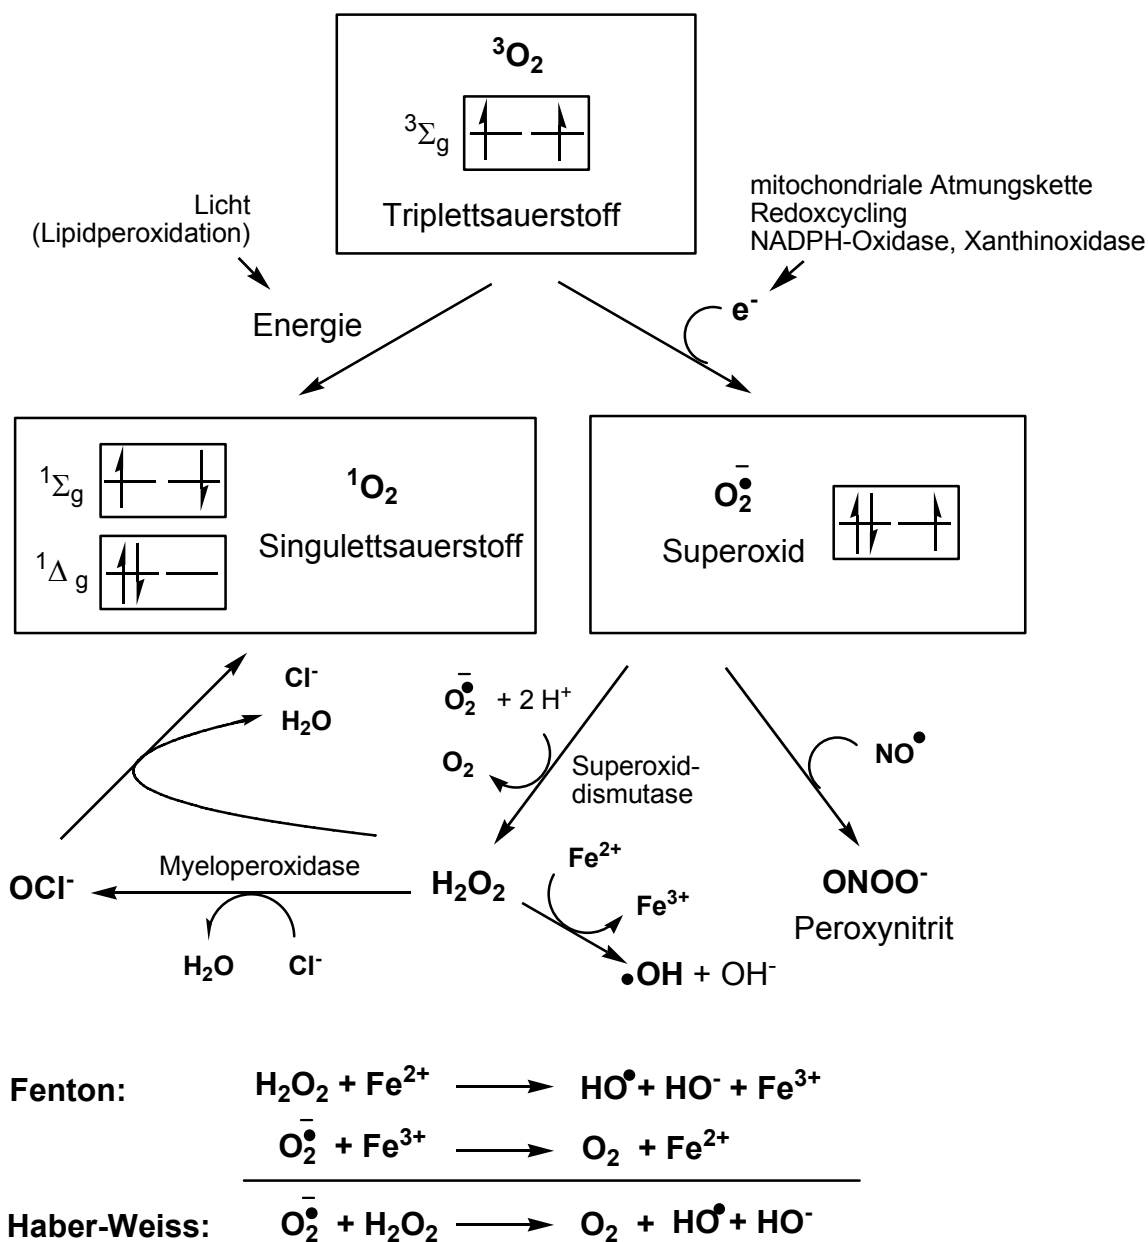 ³O₂
³Σg
Triplettsauerstoff
Licht
(Lipidperoxidation)
mitochondriale Atmungskette
Redoxcycling
NADPH-Oxidase, Xanthinoxidase
Energie
e⁻
¹Σg
¹O₂
Singulettsauerstoff
¹Δ g
O₂•⁻
Superoxid
Cl⁻
H₂O
O₂•⁻ + 2 H⁺
O₂
Superoxid-
dismutase
NO•
OCl⁻
Myeloperoxidase
H₂O
Cl⁻
H₂O₂
Fe²⁺
Fe³⁺
•OH + OH⁻
ONOO⁻
Peroxynitrit
Fenton: H₂O₂ + Fe²⁺ ⟶ HO• + HO⁻ + Fe³⁺
O₂•⁻ + Fe³⁺ ⟶ O₂ + Fe²⁺
Haber-Weiss: O₂•⁻ + H₂O₂ ⟶ O₂ + HO• + HO⁻